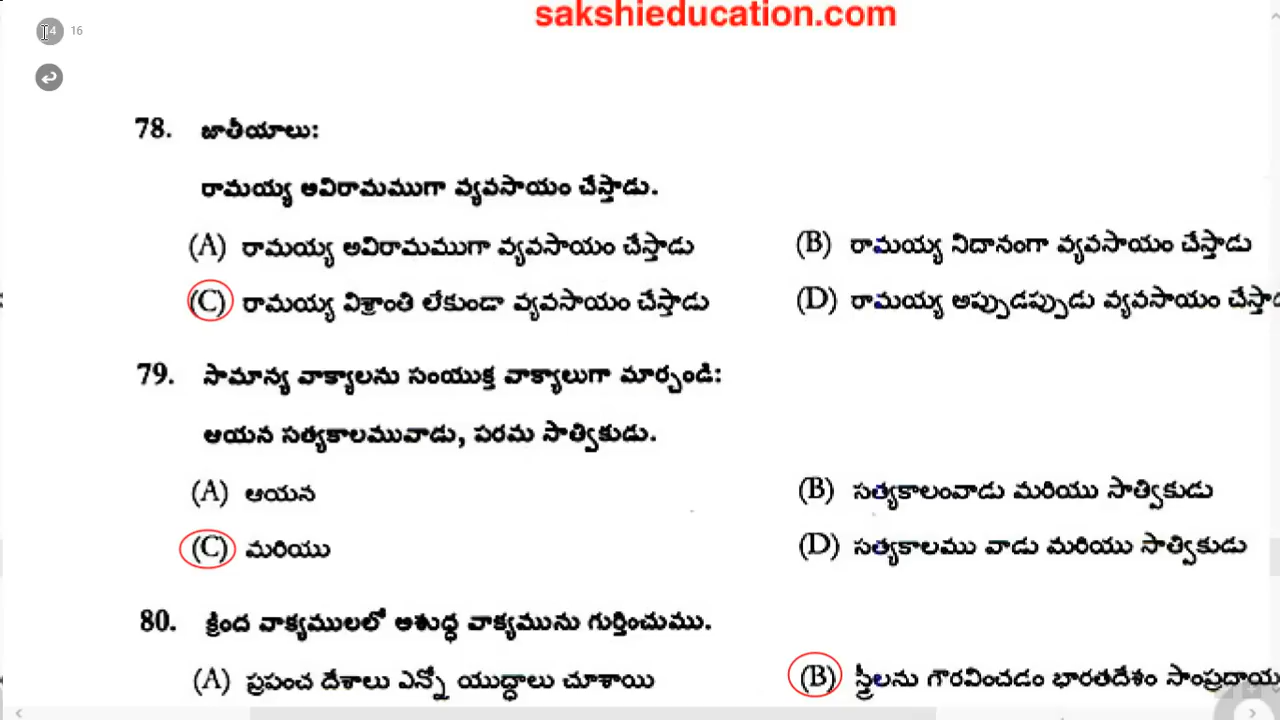 sakshieducation.com
14 16
78. జాతీయాలు:
రామయ్య అవిరామముగా వ్యవసాయం చేస్తాడు.
(A) రామయ్య అవిరామముగా వ్యవసాయం చేస్తాడు (B) రామయ్య నిదానంగా వ్యవసాయం చేస్తాడు
(C) రామయ్య విశ్రాంతి లేకుండా వ్యవసాయం చేస్తాడు (D) రామయ్య అప్పుడప్పుడు వ్యవసాయం
79. సామాన్య వాక్యాలను సంయుక్త వాక్యాలుగా మార్చండి:
ఆయన సత్యకాలమువాడు, పరమ సాత్వికుడు.
(A) ఆయన (B) సత్యకాలంవాడు మరియు సాత్వికుడు
(C) మరియు (D) సత్యకాలము వాడు మరియు సాత్వికుడు
80. క్రింద వాక్యములలో అశుద్ధ వాక్యమును గుర్తించుము.
(A) ప్రపంచ దేశాలు ఎన్నో యుద్ధాలు చూశాయి (B) స్త్రీలను గౌరవించడం భారతదేశం